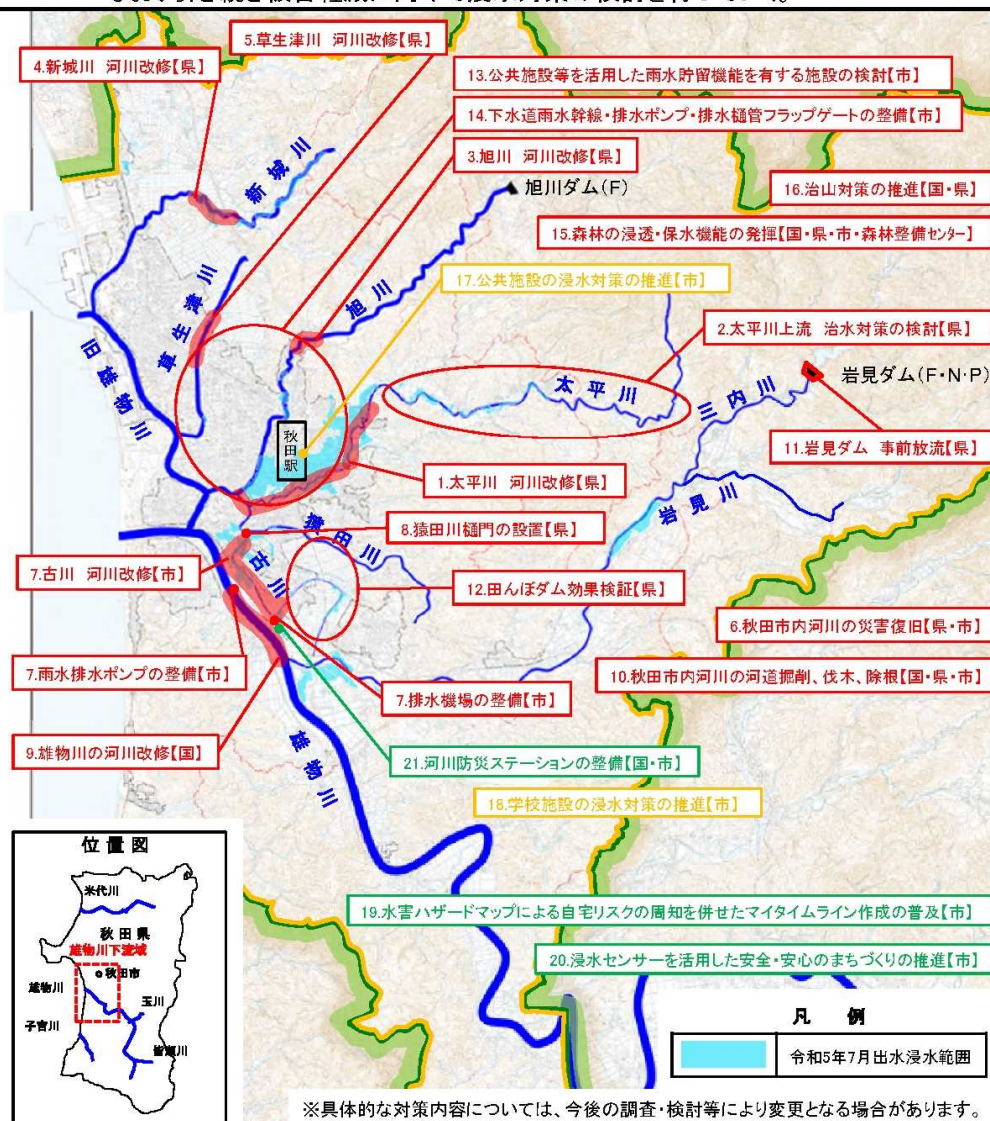 5.草生津川 河川改修【県】
4.新城川 河川改修【県】
13.公共施設等を活用した雨水貯留機能を有する施設の検討【市】
14.下水道雨水幹線・排水ポンプ・排水樋管フラップゲートの整備【市】
3.旭川 河川改修【県】
新城川
旭川ダム(F)
16.治山対策の推進【国・県】
15.森林の浸透・保水機能の発揮【国・県・市・森林整備センター】
17.公共施設の浸水対策の推進【市】
旭川
草生津川
旧雄物川
2.太平川上流 治水対策の検討【県】
太平川
三内川
岩見ダム(F・N・P)
秋田駅
11.岩見ダム 事前放流【県】
1.太平川 河川改修【県】
岩見川
猿田川
8.猿田川樋門の設置【県】
古川
7.古川 河川改修【市】
12.田んぼダム効果検証【県】
6.秋田市内河川の災害復旧【県・市】
7.雨水排水ポンプの整備【市】
10.秋田市内河川の河道掘削、伐木、除根【国・県・市】
7.排水機場の整備【市】
9.雄物川の河川改修【国】
雄物川
21.河川防災ステーションの整備【国・市】
18.学校施設の浸水対策の推進【市】
位置図
米代川
秋田県
雄物川下流域
秋田市
雄物川
玉川
子吉川
皆瀬川
19.水害ハザードマップによる自宅リスクの周知を併せたマイタイムライン作成の普及【市】
20.浸水センサーを活用した安全・安心のまちづくりの推進【市】
凡例
令和5年7月出水浸水範囲
※具体的な対策内容については、今後の調査・検討等により変更となる場合があります。